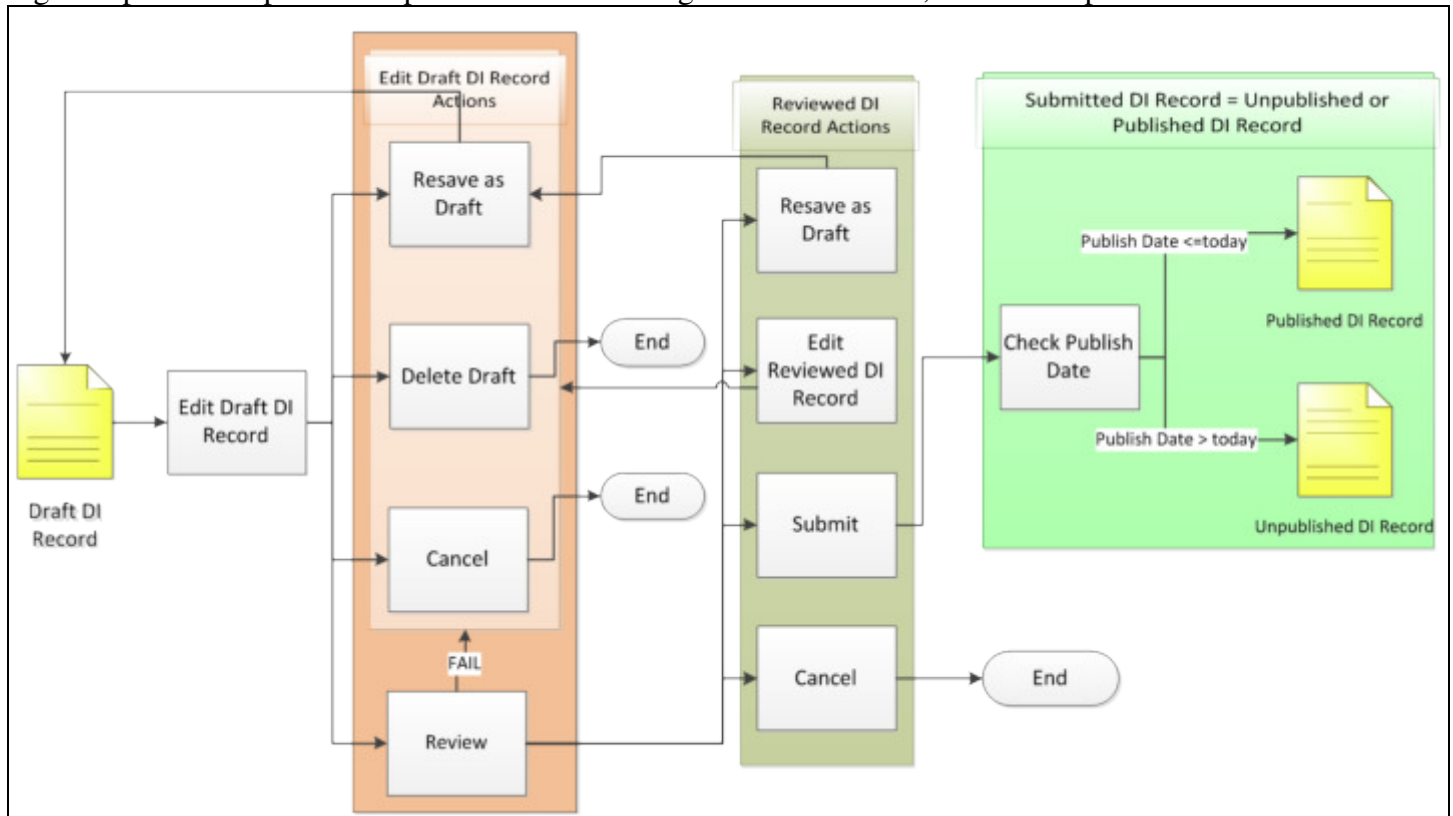 Edit Draft DI Record
Actions
Resave as
Draft
Delete Draft
Cancel
FAIL
Review
Draft DI
Record
Edit Draft DI
Record
End
End
Reviewed DI
Record Actions
Resave as
Draft
Edit
Reviewed DI
Record
Submit
Cancel
End
Submitted DI Record = Unpublished or
Published DI Record
Check Publish
Date
Publish Date <=today
Published DI Record
Publish Date > today
Unpublished DI Record